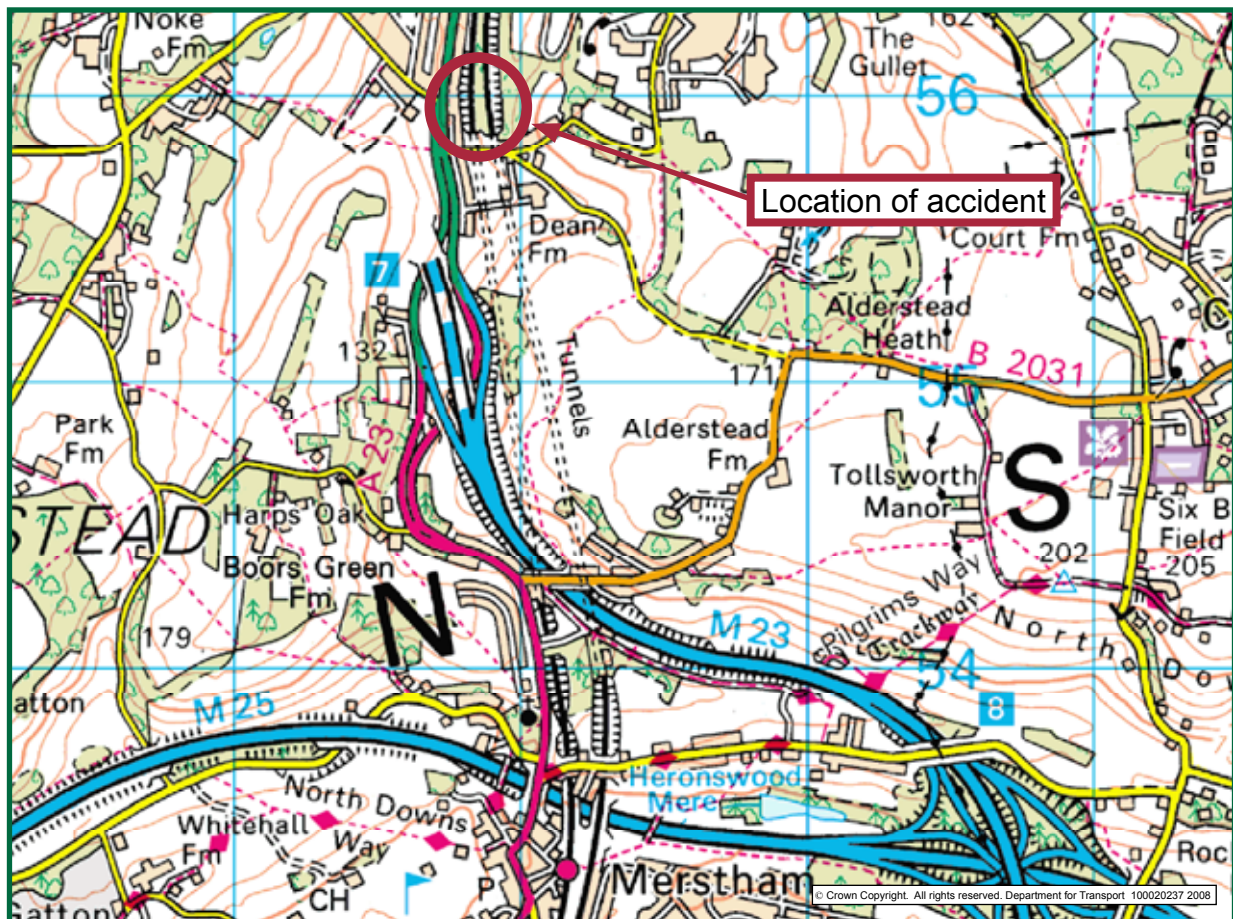 Noke
Fm
162
The
Gullet
56
Location of accident
Dean
Fm
Court Fm
7
Alderstead
Heath
132
Tunnels
171
B 2031
55
Park
Fm
A 23
Alderstead
Fm
Tollsworth
Manor
S
Six B
Field
205
STEAD
Harps Oak
Boors Green
Fm
N
202
Pilgrims Way
Trackway
North Do
179
M 23
54
atton
M 25
8
Heronswood
Mere
North Downs
Way
Whitehall
Fm
CH
P
Merstham
Roc
Gatton
© Crown Copyright. All rights reserved. Department for Transport 100020237 2008